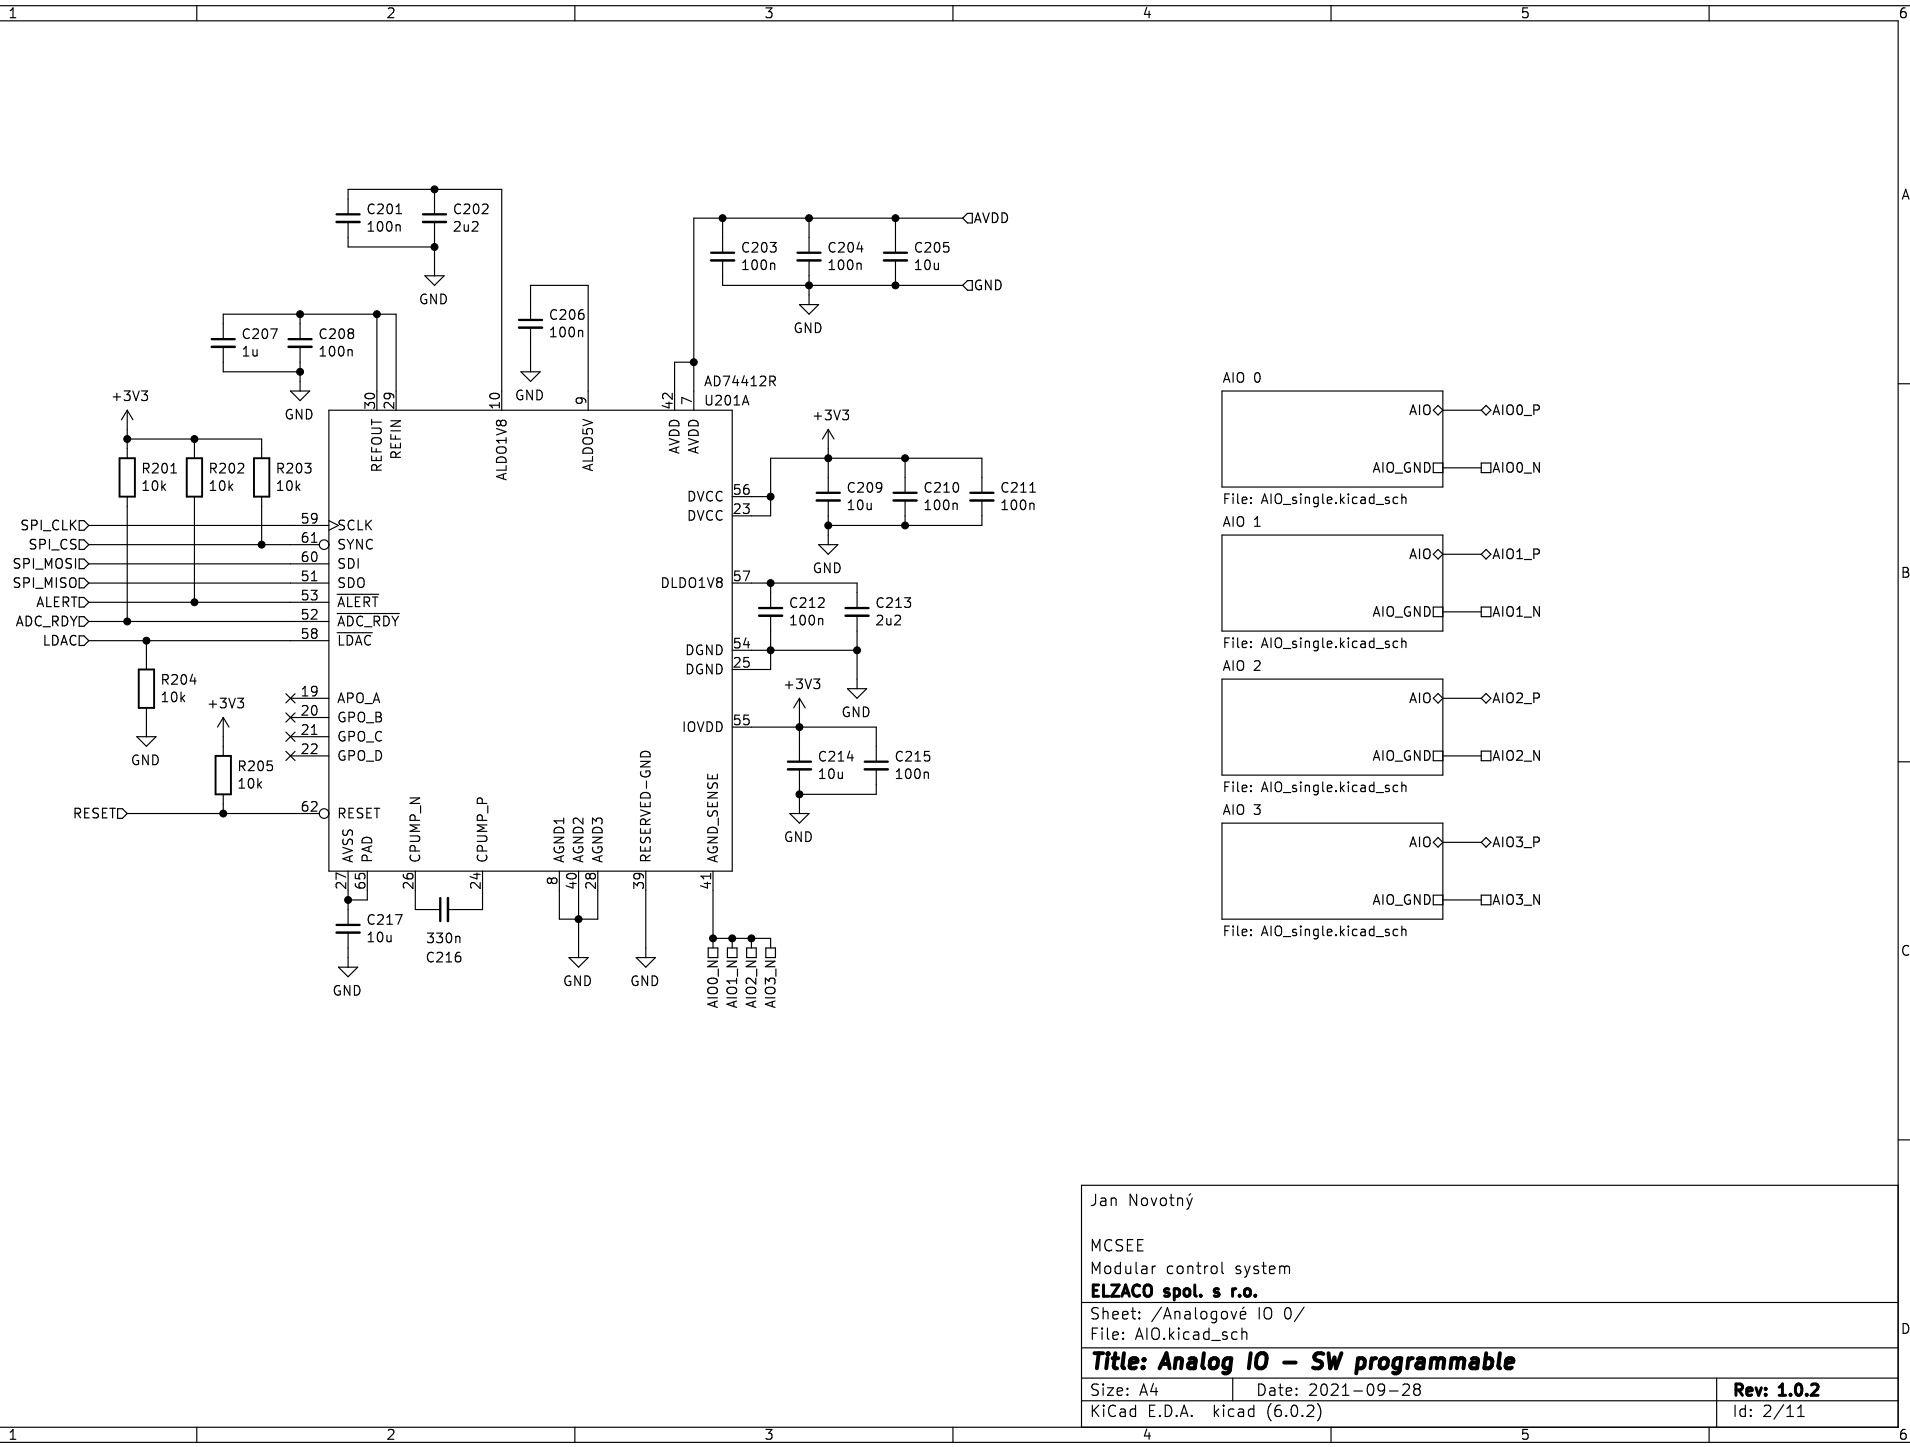 1 2 3 4 5 6
A
B
C
D
C201
100n
C202
2u2
GND
C203
100n
C204
100n
C205
10u
AVDD
GND
GND
C206
100n
GND
C207
1u
C208
100n
GND
AD74412R
U201A
30 REFOUT
29 REFIN
10 ALDO1V8
9 ALDO5V
42 AVDD
7 AVDD
+3V3
R201
10k
R202
10k
R203
10k
SPI_CLK 59 SCLK
SPI_CS 61 SYNC
SPI_MOSI 60 SDI
SPI_MISO 51 SDO
ALERT 53 ALERT
ADC_RDY 52 ADC_RDY
LDAC 58 LDAC
R204
10k
GND
19 APO_A
20 GPO_B
21 GPO_C
22 GPO_D
+3V3
R205
10k
RESET 62 RESET
+3V3
DVCC 56
DVCC 23
C209
10u
C210
100n
C211
100n
GND
DLDO1V8 57
C212
100n
C213
2u2
DGND 54
DGND 25
GND
+3V3
IOVDD 55
C214
10u
C215
100n
GND
27 AVSS
65 PAD
26 CPUMP_N
24 CPUMP_P
8 AGND1
40 AGND2
28 AGND3
39 RESERVED-GND
41 AGND_SENSE
C217
10u
GND
330n
C216
GND
GND
AIO0_N
AIO1_N
AIO2_N
AIO3_N
AIO 0
AIO AIO0_P
AIO_GND AIO0_N
File: AIO_single.kicad_sch
AIO 1
AIO AIO1_P
AIO_GND AIO1_N
File: AIO_single.kicad_sch
AIO 2
AIO AIO2_P
AIO_GND AIO2_N
File: AIO_single.kicad_sch
AIO 3
AIO AIO3_P
AIO_GND AIO3_N
File: AIO_single.kicad_sch
Jan Novotný
MCSEE
Modular control system
ELZACO spol. s r.o.
Sheet: /Analogové IO 0/
File: AIO.kicad_sch
Title: Analog IO – SW programmable
Size: A4 Date: 2021-09-28 Rev: 1.0.2
KiCad E.D.A. kicad (6.0.2) Id: 2/11
1 2 3 4 5 6